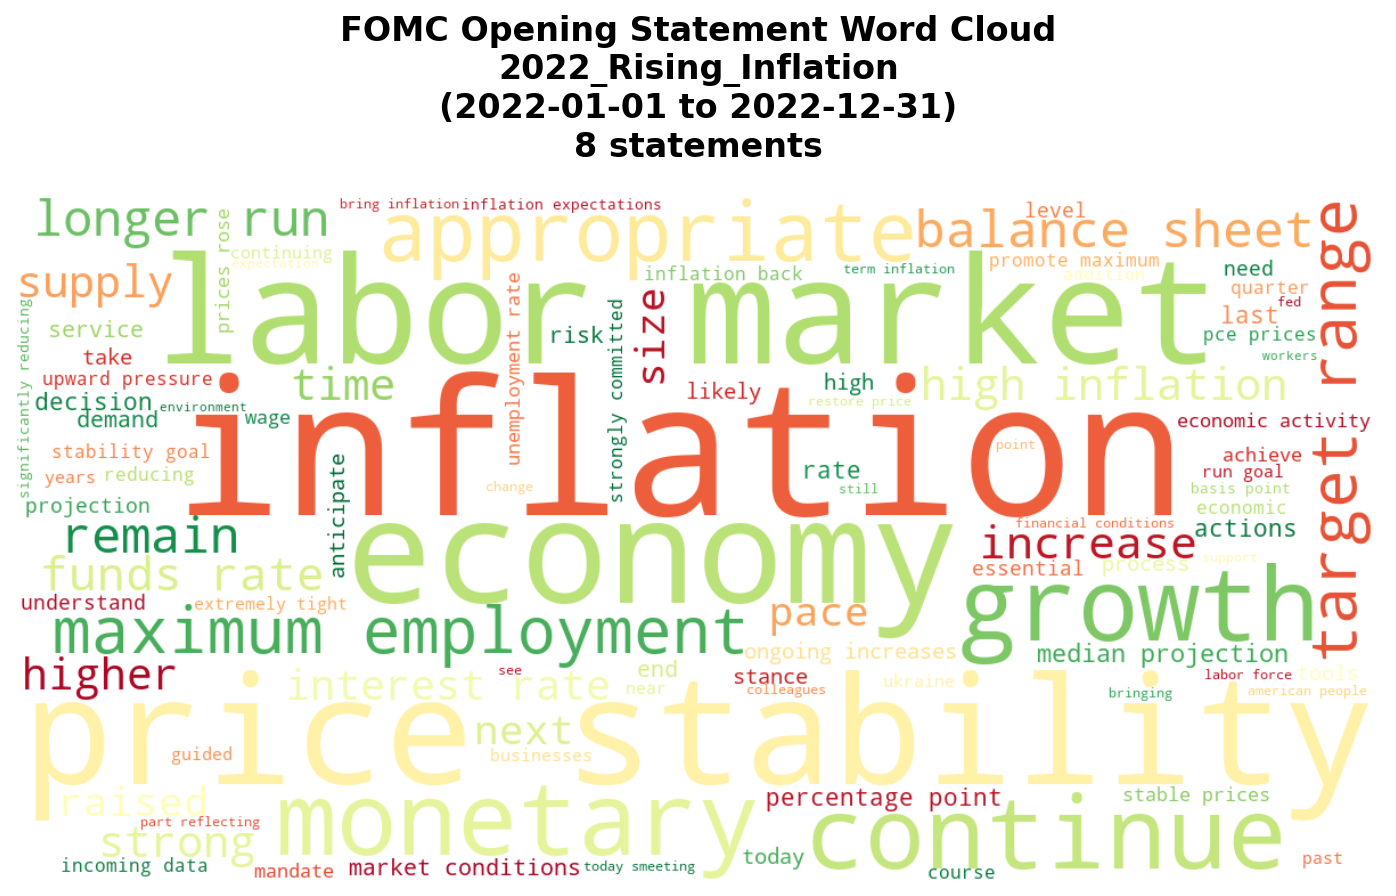 FOMC Opening Statement Word Cloud
2022_Rising_Inflation
(2022-01-01 to 2022-12-31)
8 statements
longer run
bring inflation
inflation expectations
appropriate
level
balance sheet
target range
prices rose
continuing
expectation
supply
labor market
inflation back
term inflation
promote maximum
addition
need
quarter
fed
last
service
risk
size
pce prices
workers
take
upward pressure
time
unemployment rate
strongly committed
likely
high
restore price
high inflation
significantly reducing
decision
environment
demand
wage
inflation
economic activity
stability goal
years
reducing
point
achieve
run goal
rate
still
change
basis point
projection
economic
anticipate
remain
economy
financial conditions
actions
increase
essential
process
support
funds rate
understand
extremely tight
pace
growth
maximum employment
ongoing increases
median projection
higher
see
end
stance
labor force
tools
interest rate
near
colleagues
ukraine
bringing
american people
price stability
next
guided
businesses
raised
monetary
percentage point
stable prices
part reflecting
strong
continue
incoming data
mandate
market conditions
today smeeting
today
course
past